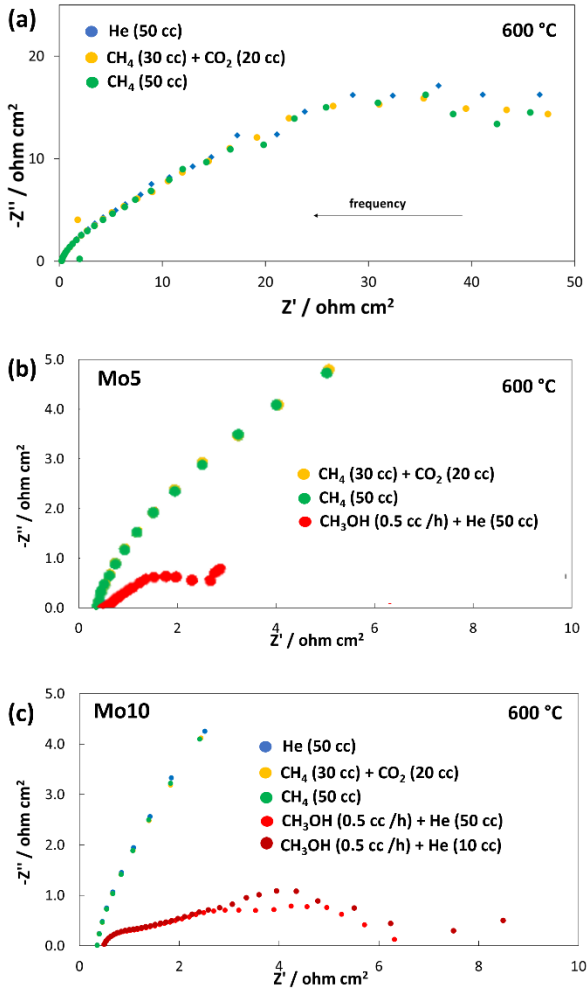 (a)
He (50 cc)
600 °C
CH₄ (30 cc) + CO₂ (20 cc)
CH₄ (50 cc)
20
10
0
-Z'' / ohm cm²
frequency
0 10 20 30 40 50
Z' / ohm cm²
(b)
5.0
Mo5
600 °C
4.0
3.0
2.0
1.0
0.0
-Z'' / ohm cm²
CH₄ (30 cc) + CO₂ (20 cc)
CH₄ (50 cc)
CH₃OH (0.5 cc /h) + He (50 cc)
0 2 4 6 8 10
Z' / ohm cm²
(c)
5.0
Mo10
600 °C
4.0
3.0
2.0
1.0
0.0
-Z'' / ohm cm²
He (50 cc)
CH₄ (30 cc) + CO₂ (20 cc)
CH₄ (50 cc)
CH₃OH (0.5 cc /h) + He (50 cc)
CH₃OH (0.5 cc /h) + He (10 cc)
0 2 4 6 8 10
Z' / ohm cm²